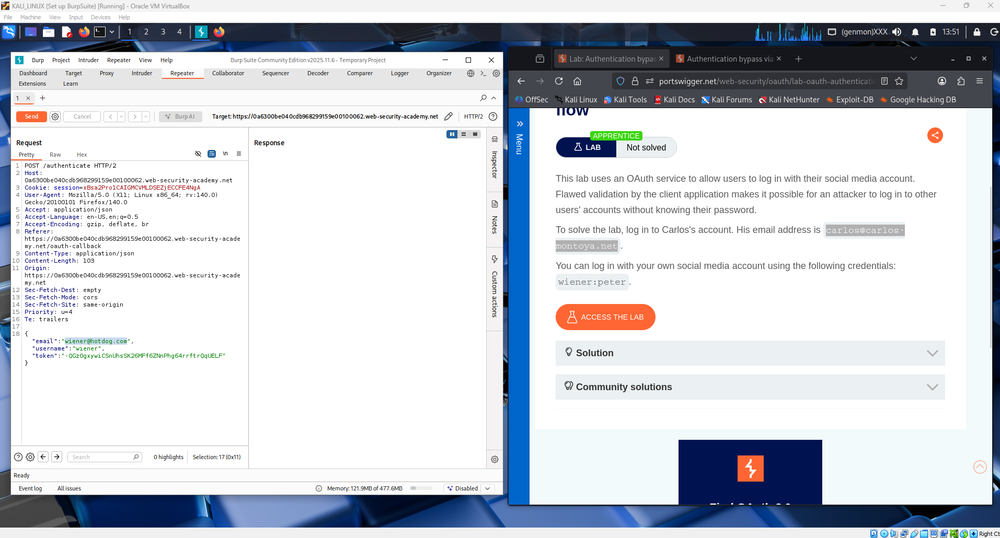 KALI_LINUX (Set up BurpSuite) [Running] - Oracle VM VirtualBox
File Machine View Input Devices Help
1 2 3 4 (genmon)XXX 13:51
Burp Project Intruder Repeater View Help Burp Suite Community Edition v2025.11.6 - Temporary Project
Dashboard Target Proxy Intruder Repeater Collaborator Sequencer Decoder Comparer Logger Organizer
Extensions Learn
1
Send Cancel Burp AI Target: https://0a6300be040cdb968299159e00100062.web-security-academy.net HTTP/2
Request
Pretty Raw Hex \n
1 POST /authenticate HTTP/2
2 Host:
0a6300be040cdb968299159e00100062.web-security-academy.net
3 Cookie: session=xBsa2Pro1CAIGMCVMLDSEZjECCFE4NgA
4 User-Agent: Mozilla/5.0 (X11; Linux x86_64; rv:140.0)
Gecko/20100101 Firefox/140.0
5 Accept: application/json
6 Accept-Language: en-US,en;q=0.5
7 Accept-Encoding: gzip, deflate, br
8 Referer:
https://0a6300be040cdb968299159e00100062.web-security-acade
my.net/oauth-callback
9 Content-Type: application/json
10 Content-Length: 103
11 Origin:
https://0a6300be040cdb968299159e00100062.web-security-acade
my.net
12 Sec-Fetch-Dest: empty
13 Sec-Fetch-Mode: cors
14 Sec-Fetch-Site: same-origin
15 Priority: u=4
16 Te: trailers
17
18 {
"email":"wiener@hotdog.com",
"username":"wiener",
"token":"-QGzOgxywiCSnUhsSK26MFf6ZNnPhg64rrftrQqUELF"
}
Response
Inspector
Notes
Custom actions
Search 0 highlights Selection: 17 (0x11)
Ready
Event log All issues Memory: 121.9MB of 477.6MB Disabled
Lab: Authentication bypas Authentication bypass via
portswigger.net/web-security/oauth/lab-oauth-authenticatio
OffSec Kali Linux Kali Tools Kali Docs Kali Forums Kali NetHunter Exploit-DB Google Hacking DB
Menu
flow
APPRENTICE
LAB Not solved
This lab uses an OAuth service to allow users to log in with their social media account.
Flawed validation by the client application makes it possible for an attacker to log in to other
users' accounts without knowing their password.
To solve the lab, log in to Carlos's account. His email address is carlos@carlos-
montoya.net.
You can log in with your own social media account using the following credentials:
wiener:peter.
ACCESS THE LAB
Solution
Community solutions
Right Ct